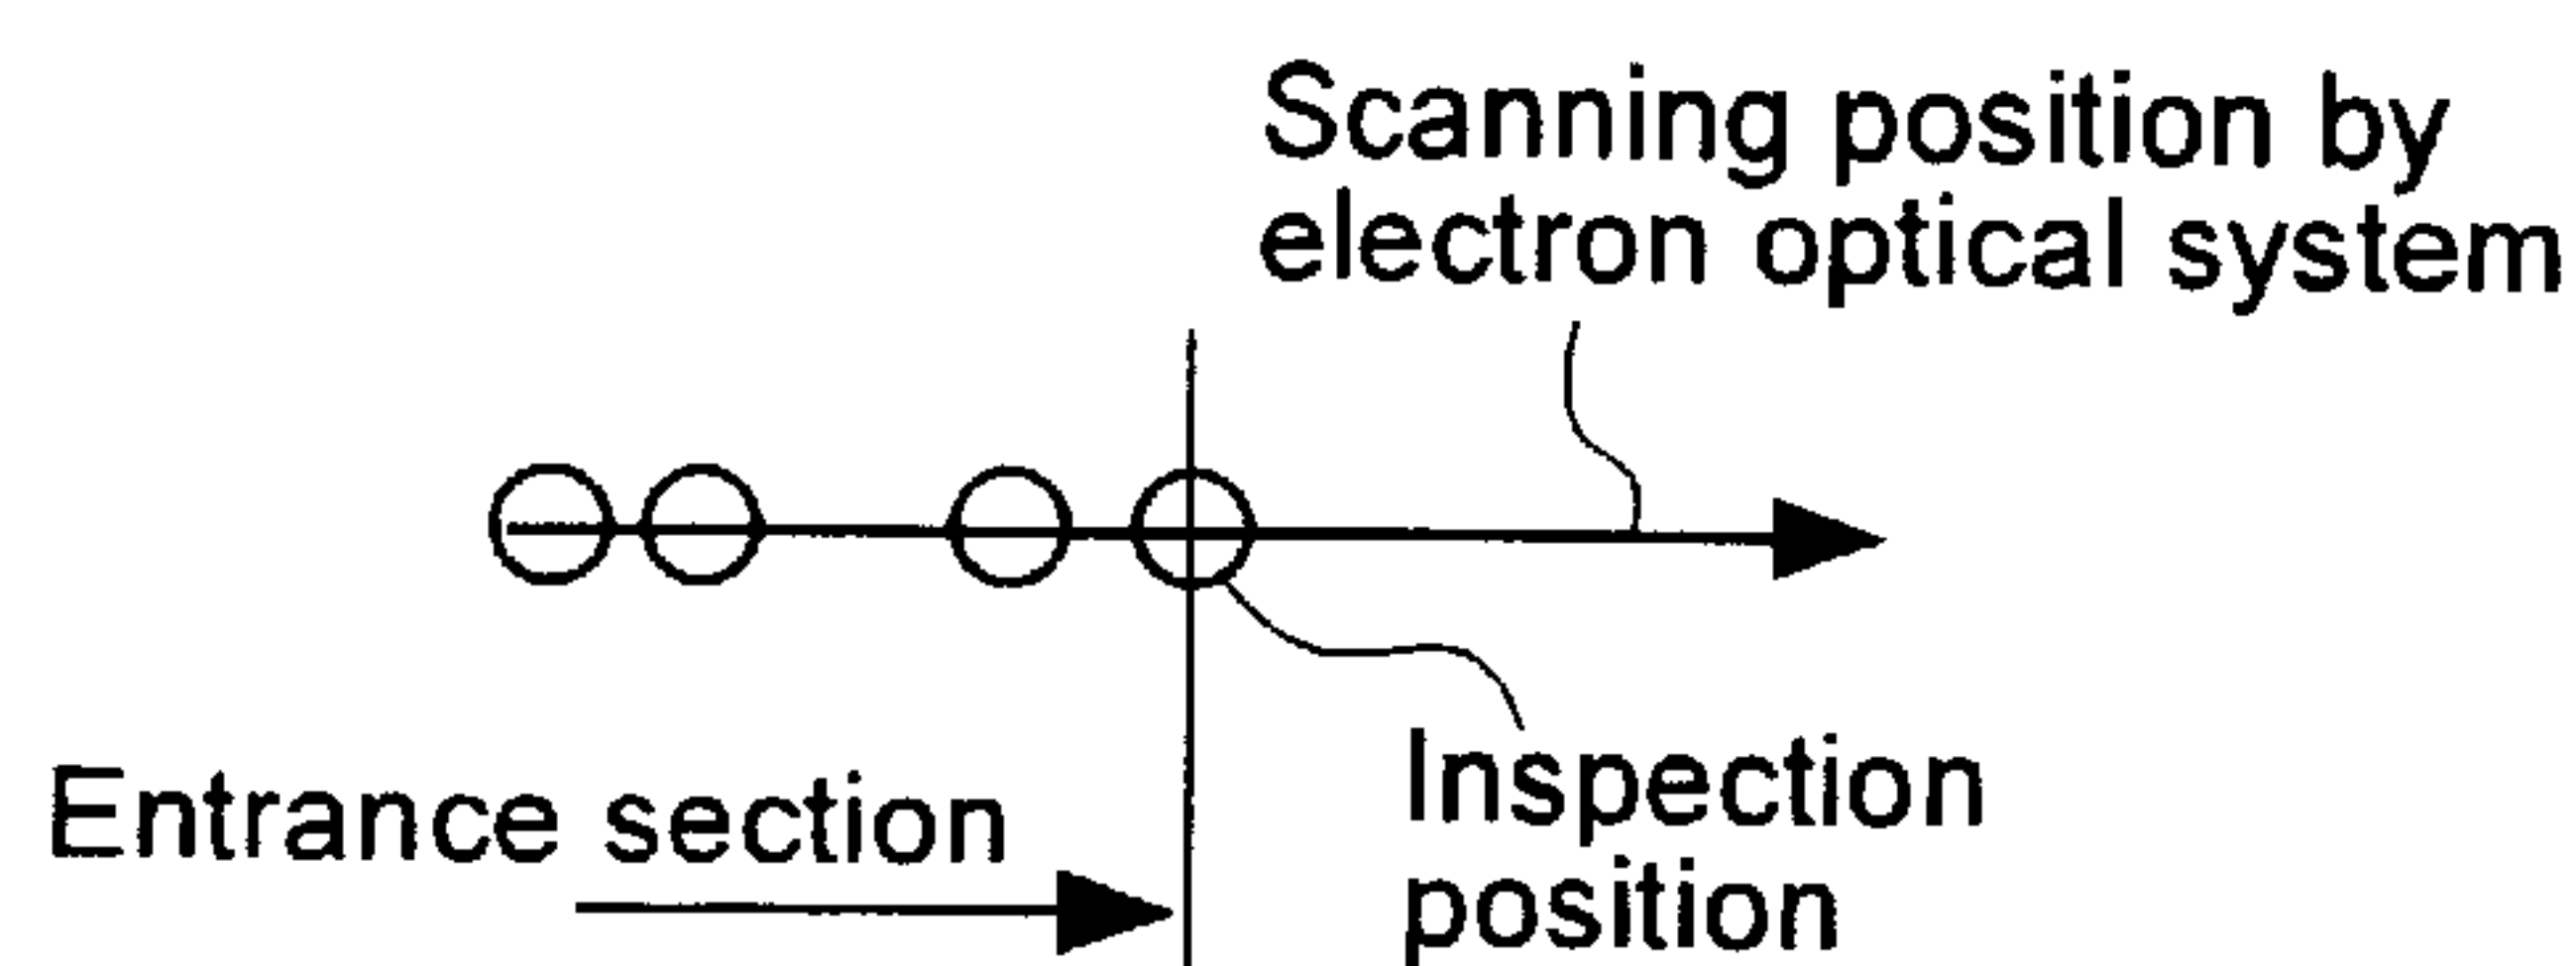 Scanning position by
electron optical system
Entrance section
Inspection
position